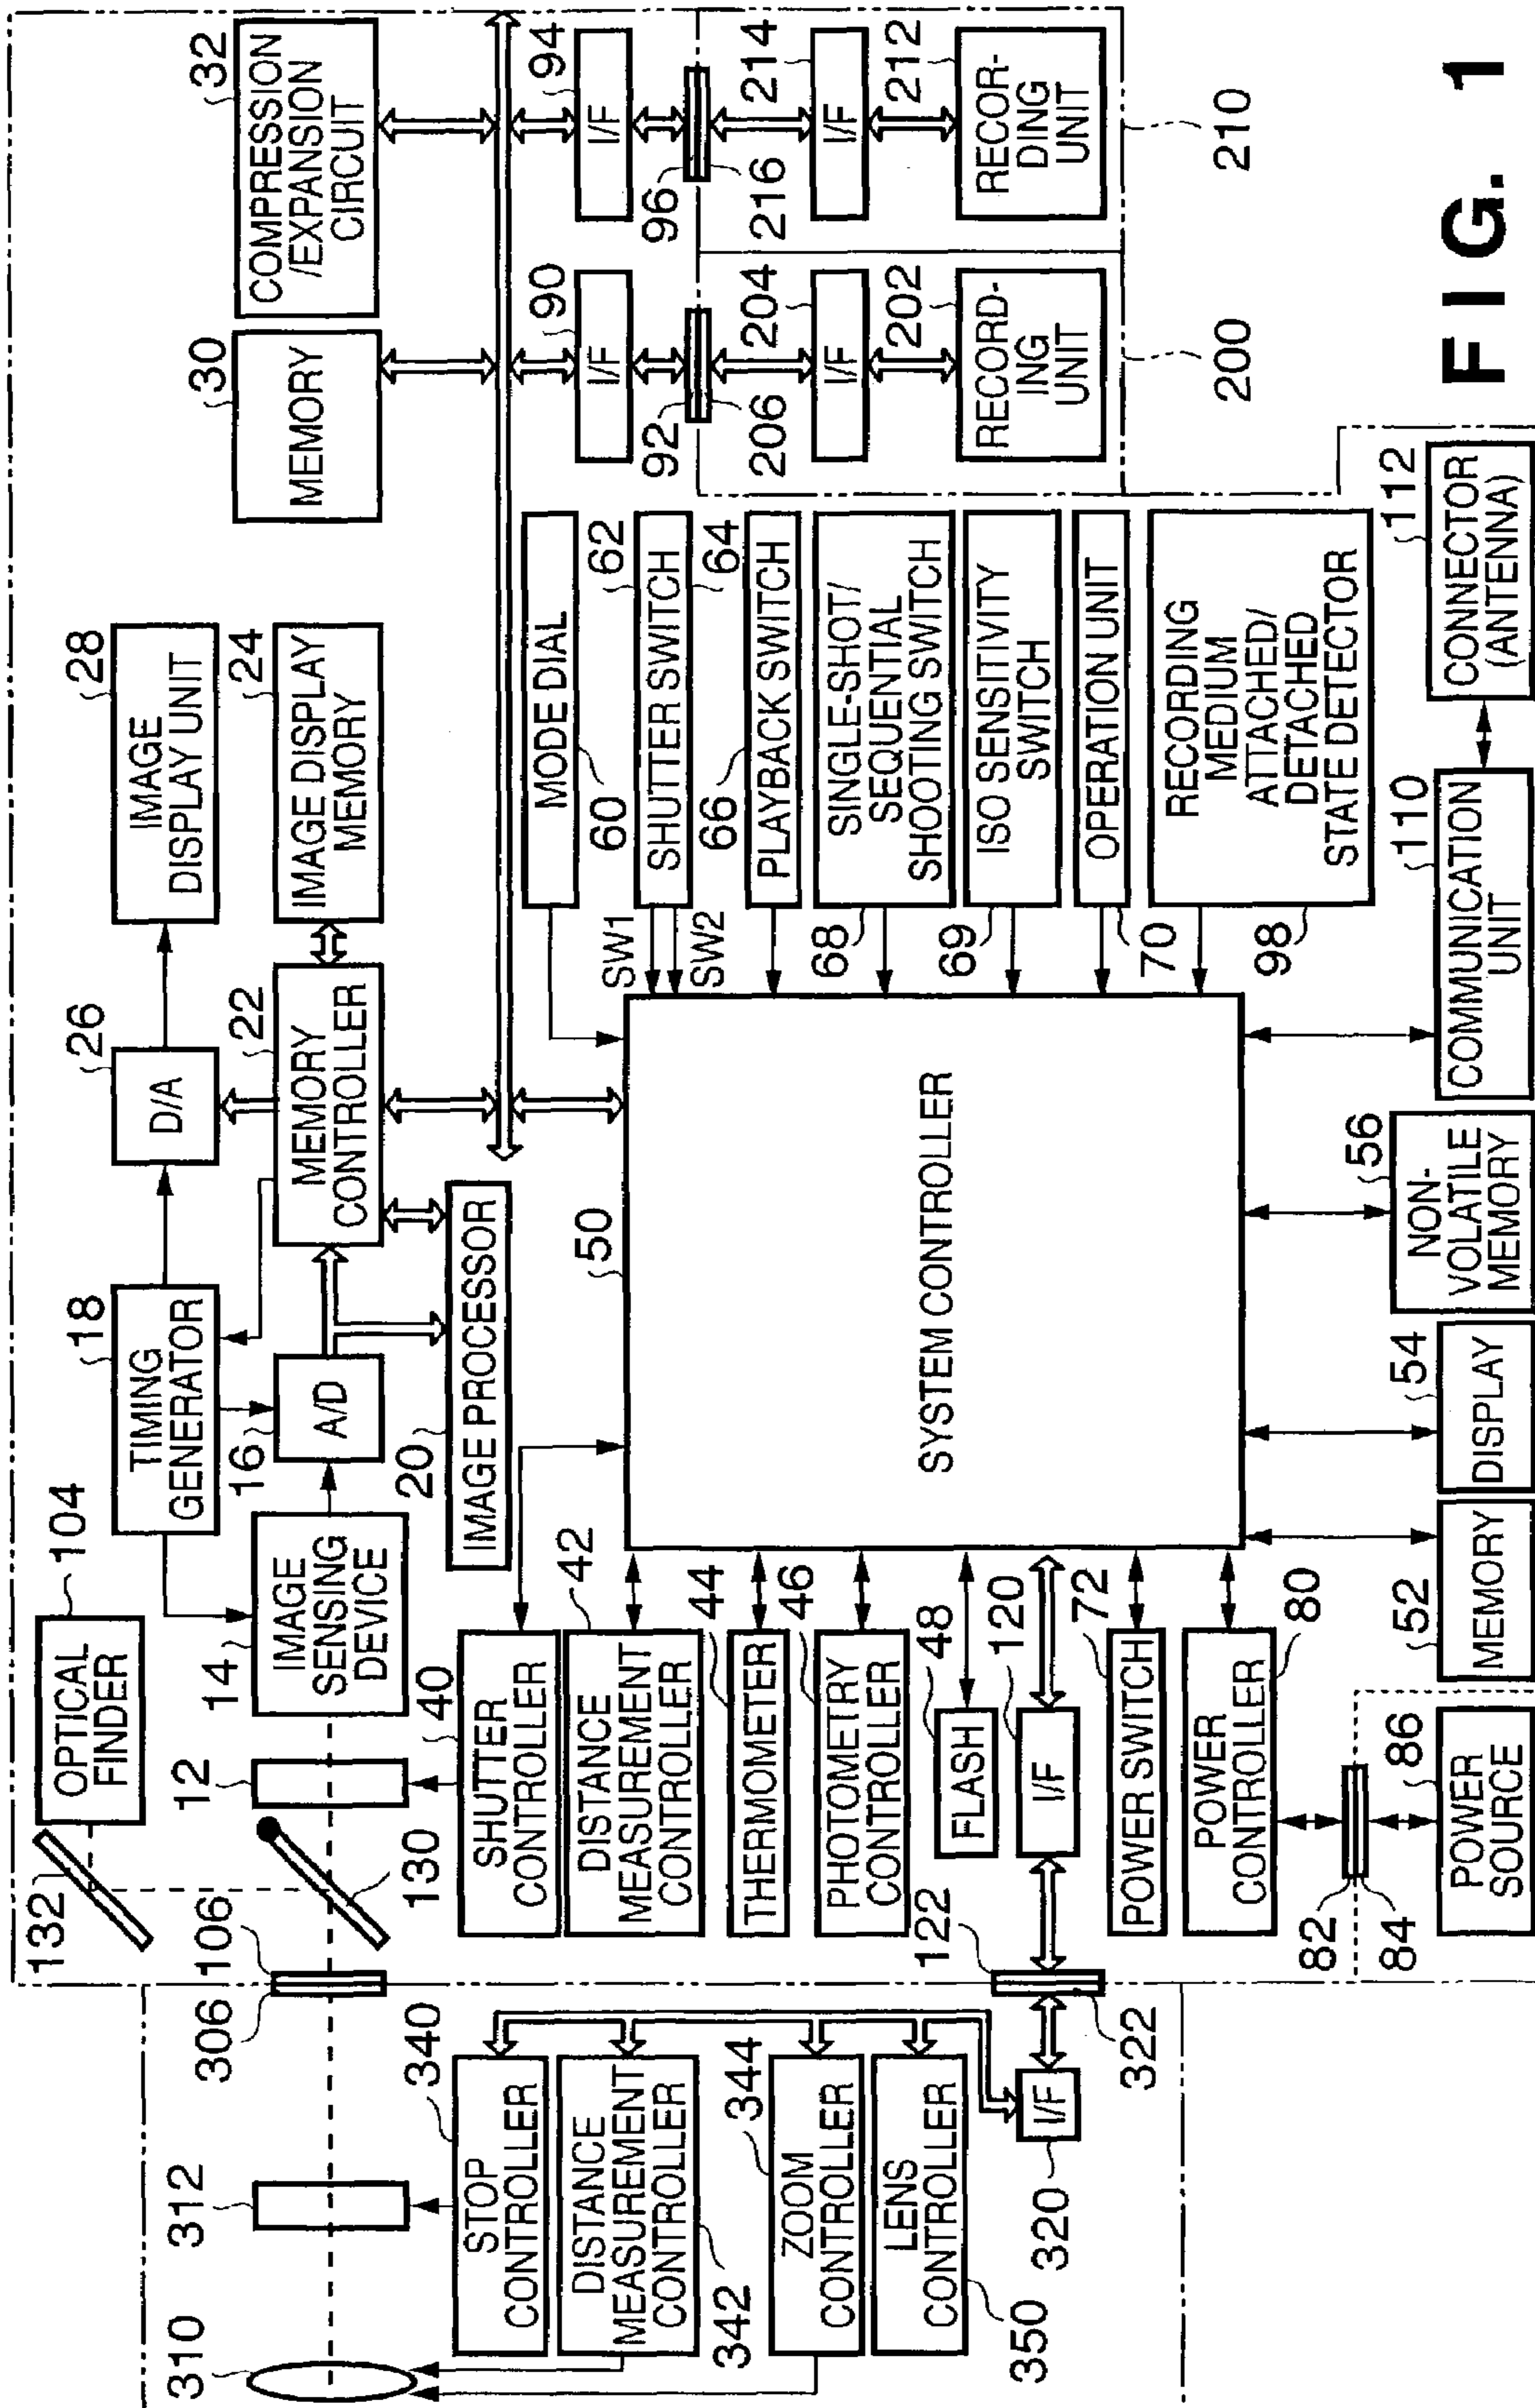 104
OPTICAL
FINDER
132
18
TIMING
GENERATOR
26
D/A
28
IMAGE
DISPLAY UNIT
30
MEMORY
32
COMPRESSION
/EXPANSION
CIRCUIT
310
312
306
106
130
12
14
IMAGE
SENSING
DEVICE
16
A/D
22
MEMORY
CONTROLLER
24
IMAGE DISPLAY
MEMORY
20
IMAGE PROCESSOR
340
STOP
CONTROLLER
DISTANCE
MEASUREMENT
CONTROLLER
342
344
ZOOM
CONTROLLER
LENS
CONTROLLER
350
320
I/F
322
122
40
SHUTTER
CONTROLLER
42
DISTANCE
MEASUREMENT
CONTROLLER
44
THERMOMETER
46
PHOTOMETRY
CONTROLLER
48
FLASH
120
I/F
72
POWER SWITCH
80
POWER
CONTROLLER
82
84
86
POWER
SOURCE
50
SYSTEM CONTROLLER
52
MEMORY
54
DISPLAY
56
NON-
VOLATILE
MEMORY
110
COMMUNICATION
UNIT
112
CONNECTOR
(ANTENNA)
MODE DIAL
60
62
SW1
SHUTTER SWITCH
SW2
64
66
PLAYBACK SWITCH
SINGLE-SHOT/
SEQUENTIAL
SHOOTING SWITCH
68
ISO SENSITIVITY
SWITCH
69
OPERATION UNIT
70
RECORDING
MEDIUM
ATTACHED/
DETACHED
STATE DETECTOR
98
90
I/F
92
206
204
I/F
202
RECORD-
ING
UNIT
200
94
I/F
96
216
214
I/F
212
RECOR-
DING
UNIT
210
FIG. 1